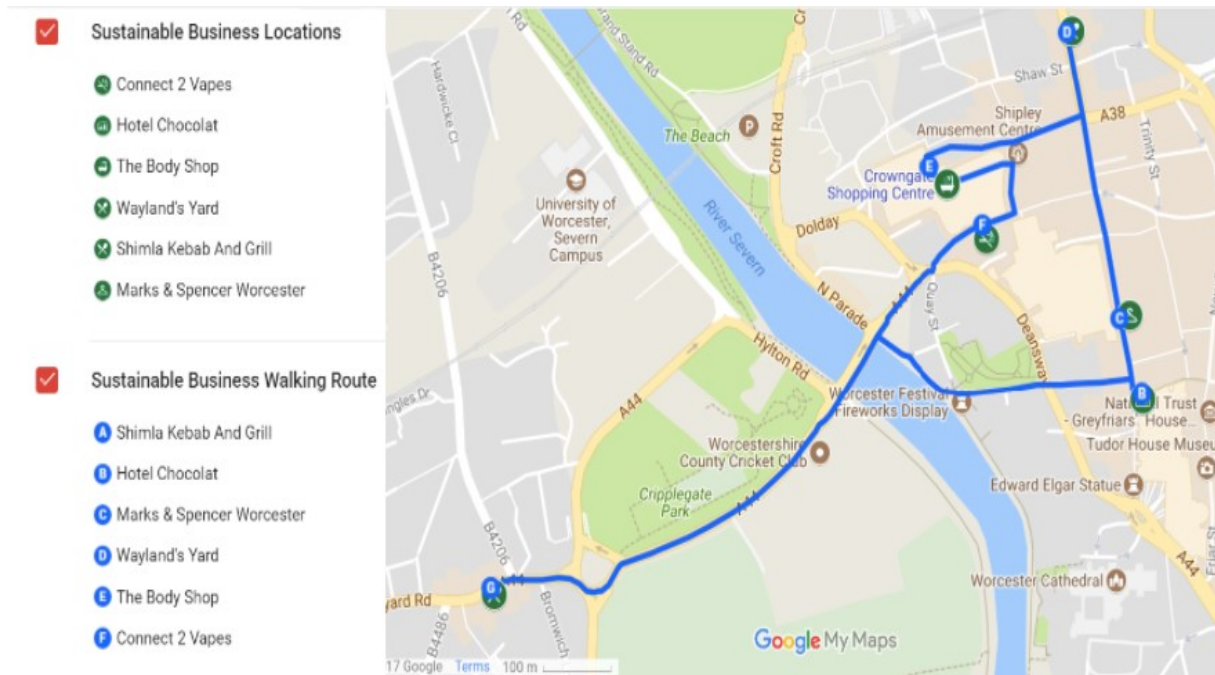 Sustainable Business Locations
Connect 2 Vapes
Hotel Chocolat
The Body Shop
Wayland's Yard
Shimla Kebab And Grill
Marks & Spencer Worcester
Sustainable Business Walking Route
A Shimla Kebab And Grill
B Hotel Chocolat
C Marks & Spencer Worcester
D Wayland's Yard
E The Body Shop
F Connect 2 Vapes
Hardwicke Cl
B4206
University of
Worcester,
Severn
Campus
Grand Stand Rd
The Beach
P
Croft Rd
River Severn
Dolday
N Parade
Hylton Rd
A44
Shaw St
Shipley
Amusement Centre
A38
Trinity St
D
E
Crowngate
Shopping Centre
F
A44
Quay St
Deansway
C
B
Worcester Festival
Fireworks Display
National Trust
- Greyfriars' House...
Tudor House Museu
Edward Elgar Statue
Friar St
A44
Worcester Cathedral
Worcestershire
County Cricket Club
Cripplegate
Park
A44
B4206
G
A44
yard Rd
B4486
Bromwich
Google My Maps
17 Google
Terms
100 m